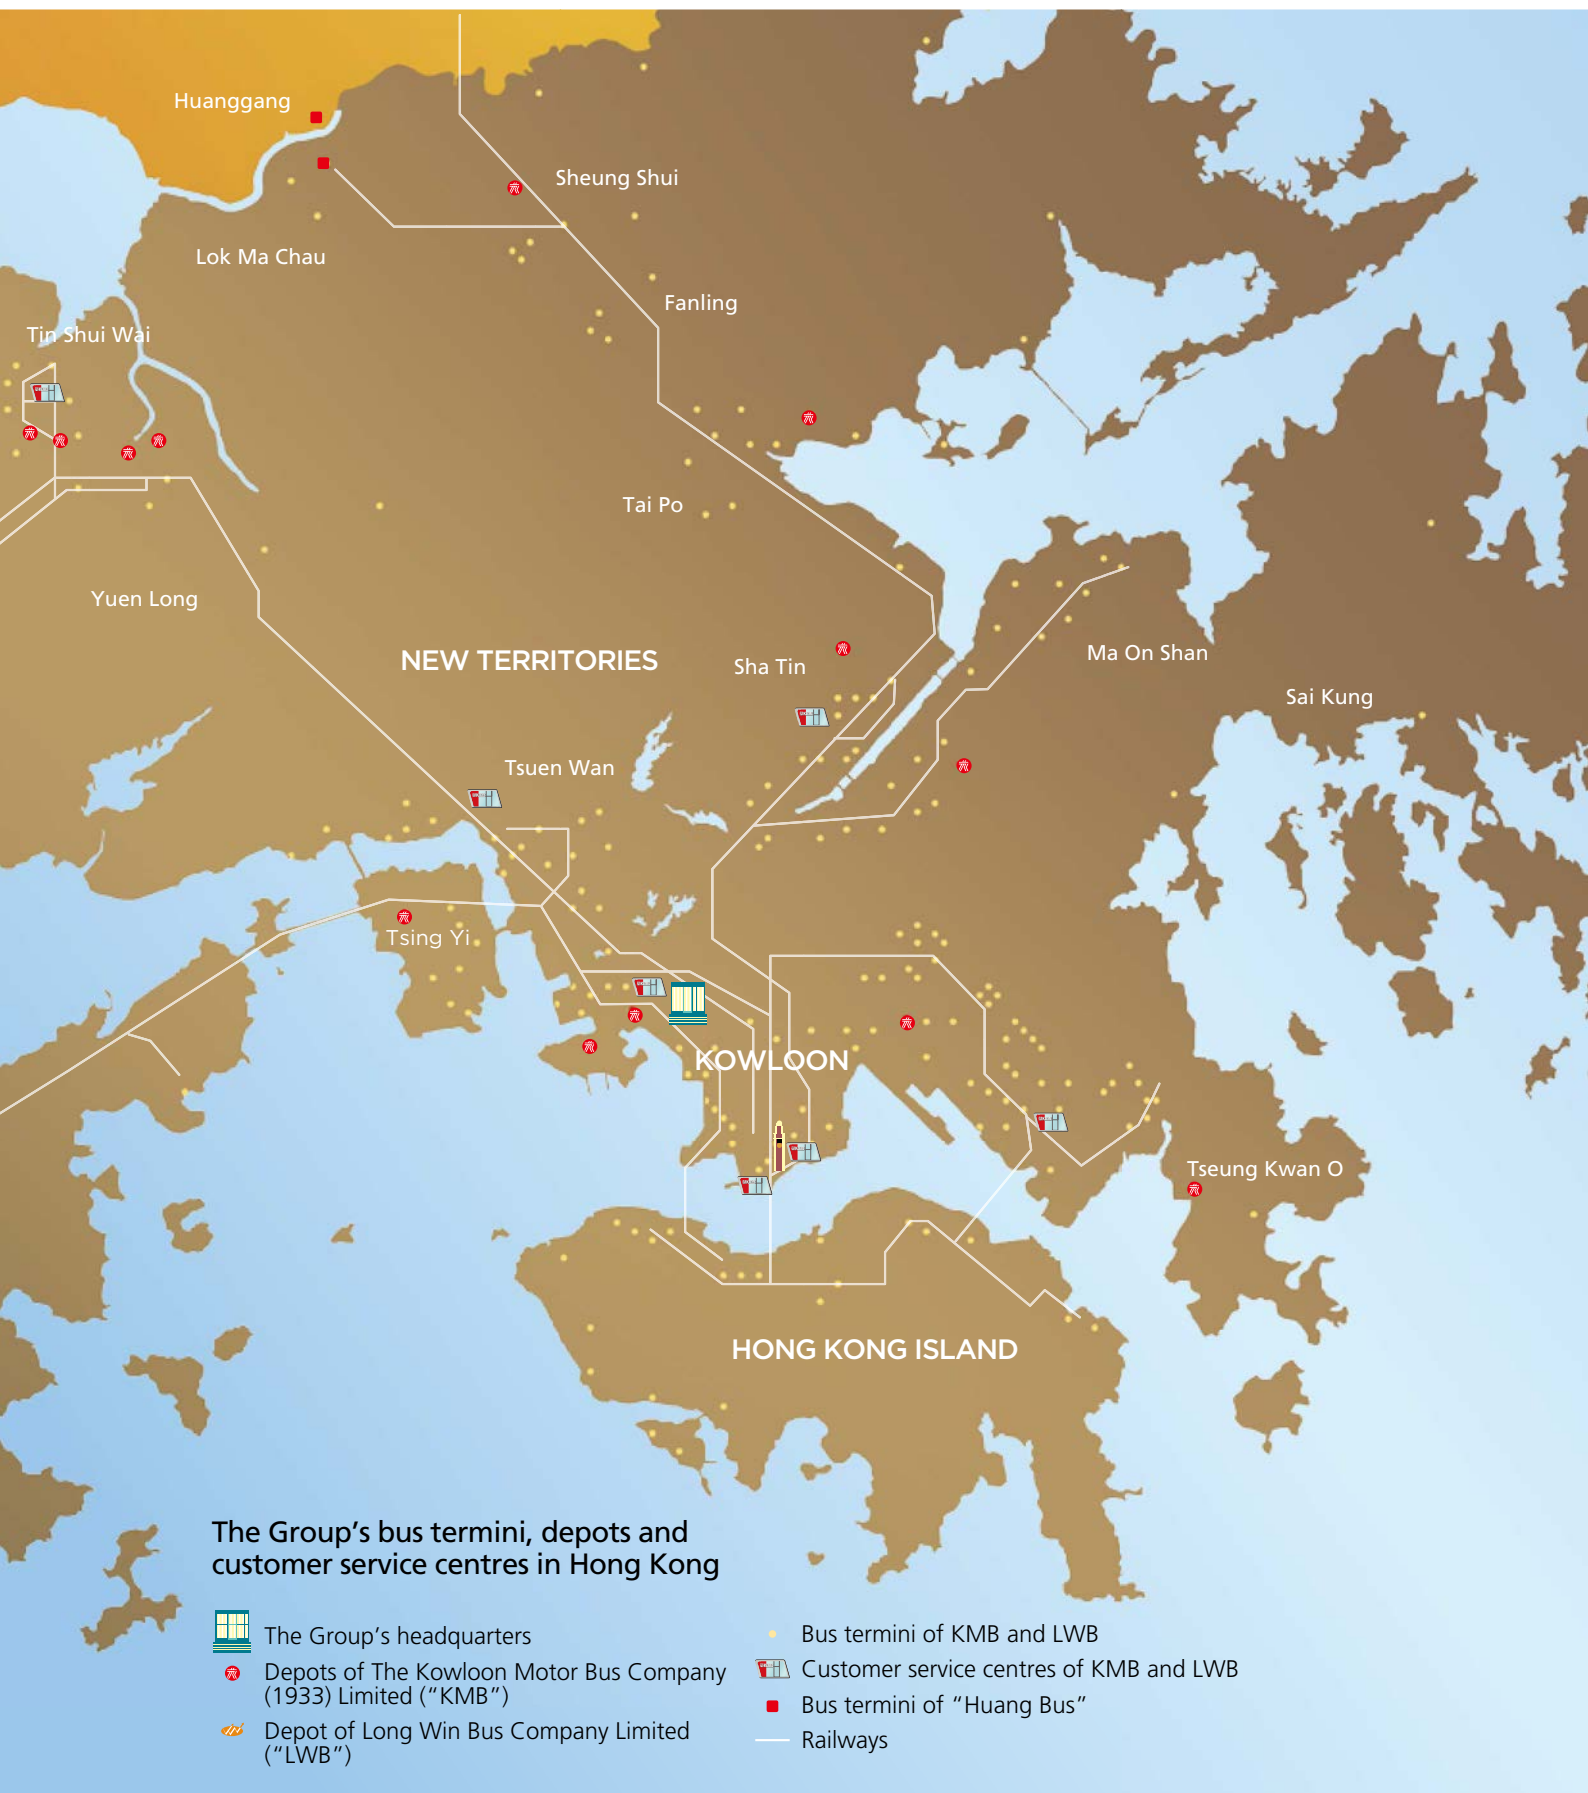 Huanggang
Sheung Shui
Lok Ma Chau
Fanling
Tin Shui Wai
Tai Po
Yuen Long
NEW TERRITORIES
Sha Tin
Ma On Shan
Sai Kung
Tsuen Wan
Tsing Yi
KOWLOON
Tseung Kwan O
HONG KONG ISLAND
The Group’s bus termini, depots and
customer service centres in Hong Kong
The Group’s headquarters
Depots of The Kowloon Motor Bus Company
(1933) Limited (“KMB”)
Depot of Long Win Bus Company Limited
(“LWB”)
Bus termini of KMB and LWB
Customer service centres of KMB and LWB
Bus termini of “Huang Bus”
Railways